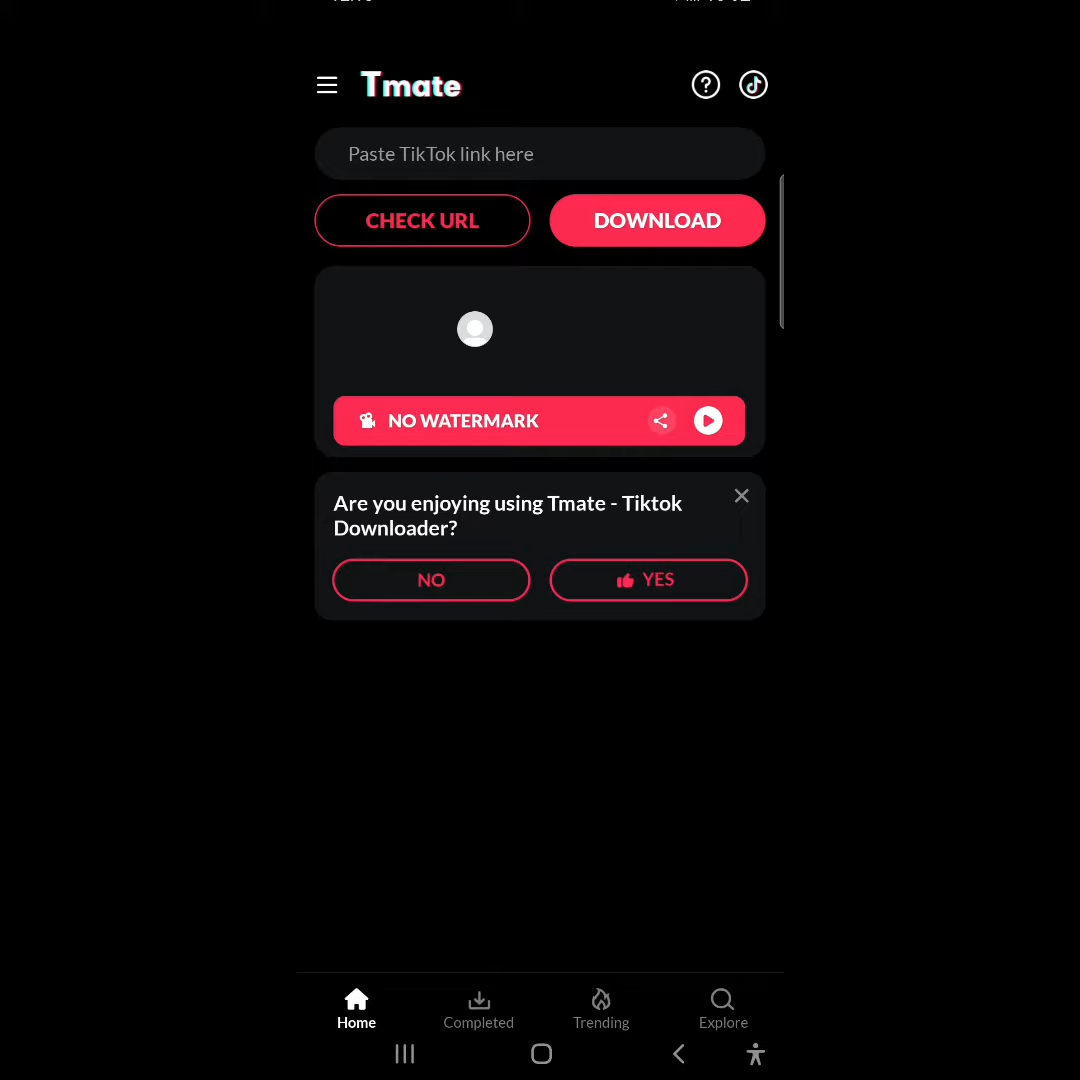 Tmate
Paste TikTok link here
CHECK URL
DOWNLOAD
NO WATERMARK
Are you enjoying using Tmate - Tiktok
Downloader?
NO
YES
Home
Completed
Trending
Explore